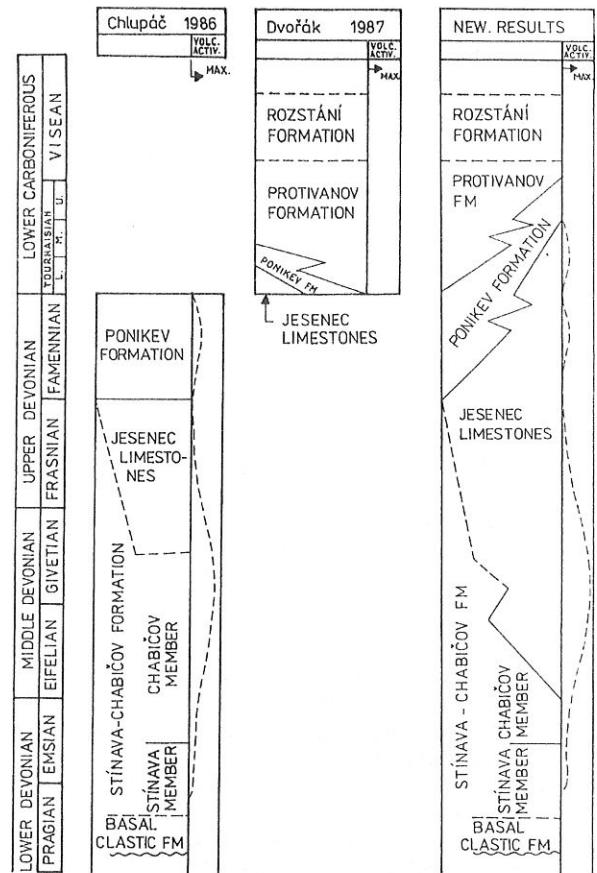 Chlupáč 1986
VOLC.
ACTIV.
MAX.
Dvořák 1987
VOLC.
ACTIV.
MAX.
NEW. RESULTS
VOLC.
ACTIV.
MAX.
LOWER CARBONIFEROUS
VISEAN
TOURNAISIAN
U.
M.
L.
UPPER DEVONIAN
FAMENNIAN
FRASNIAN
MIDDLE DEVONIAN
GIVETIAN
EIFELIAN
LOWER DEVONIAN
EMSIAN
PRAGIAN
PONIKEV
FORMATION
JESENEC
LIMESTO-
NES
STÍNAVA-CHABIČOV FORMATION
CHABIČOV
MEMBER
STÍNAVA
MEMBER
BASAL
CLASTIC FM
ROZSTÁNÍ
FORMATION
PROTIVANOV
FORMATION
PONIKEV FM
JESENEC
LIMESTONES
ROZSTÁNÍ
FORMATION
PROTIVANOV
FM
PONIKEV FORMATION
JESENEC
LIMESTONES
STÍNAVA - CHABIČOV FM
CHABIČOV
MEMBER
STÍNAVA
MEMBER
BASAL
CLASTIC FM